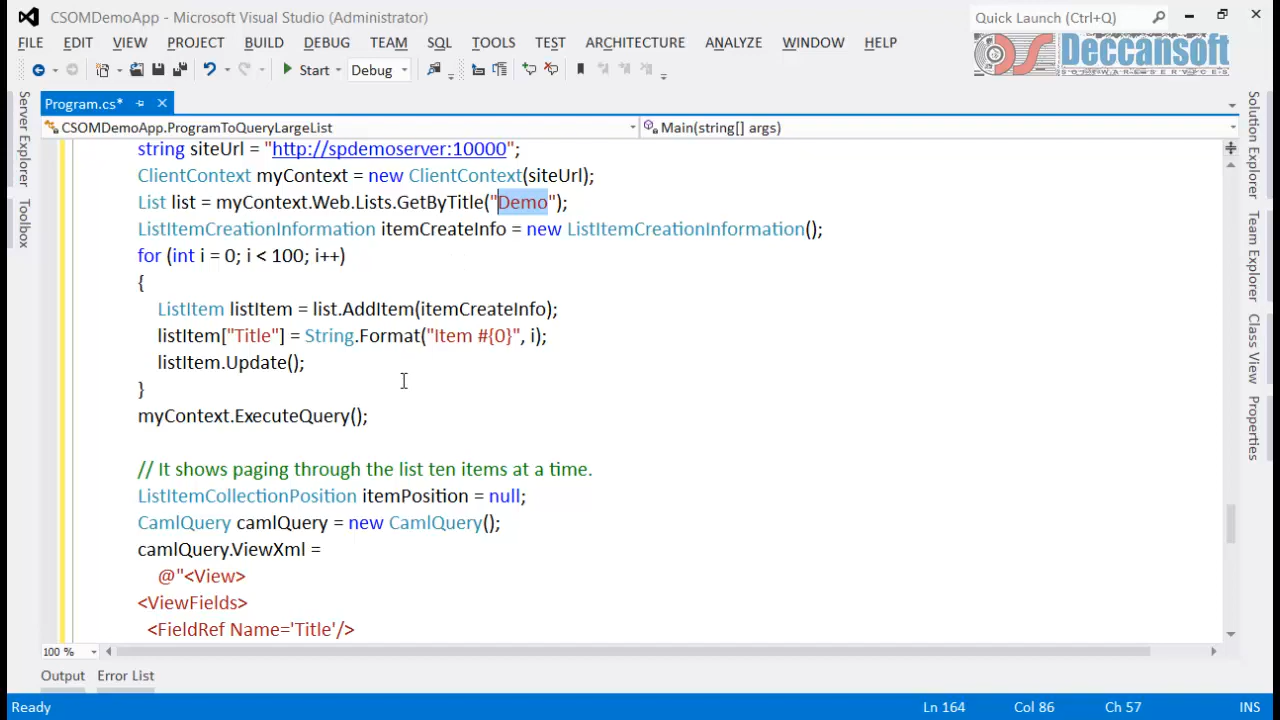 CSOMDemoApp - Microsoft Visual Studio (Administrator)
Quick Launch (Ctrl+Q)
FILE EDIT VIEW PROJECT BUILD DEBUG TEAM SQL TOOLS TEST ARCHITECTURE ANALYZE WINDOW HELP
Deccansoft
SOFTWARE SERVICES
Start Debug
Program.cs*
CSOMDemoApp.ProgramToQueryLargeList
Main(string[] args)
Server Explorer
Toolbox
string siteUrl = "http://spdemoserver:10000";
ClientContext myContext = new ClientContext(siteUrl);
List list = myContext.Web.Lists.GetByTitle("Demo");
ListItemCreationInformation itemCreateInfo = new ListItemCreationInformation();
for (int i = 0; i < 100; i++)
{
ListItem listItem = list.AddItem(itemCreateInfo);
listItem["Title"] = String.Format("Item #{0}", i);
listItem.Update();
}
myContext.ExecuteQuery();
// It shows paging through the list ten items at a time.
ListItemCollectionPosition itemPosition = null;
CamlQuery camlQuery = new CamlQuery();
camlQuery.ViewXml =
@"<View>
<ViewFields>
<FieldRef Name='Title'/>
Solution Explorer
Team Explorer
Class View
Properties
100 %
Output Error List
Ready
Ln 164 Col 86 Ch 57 INS